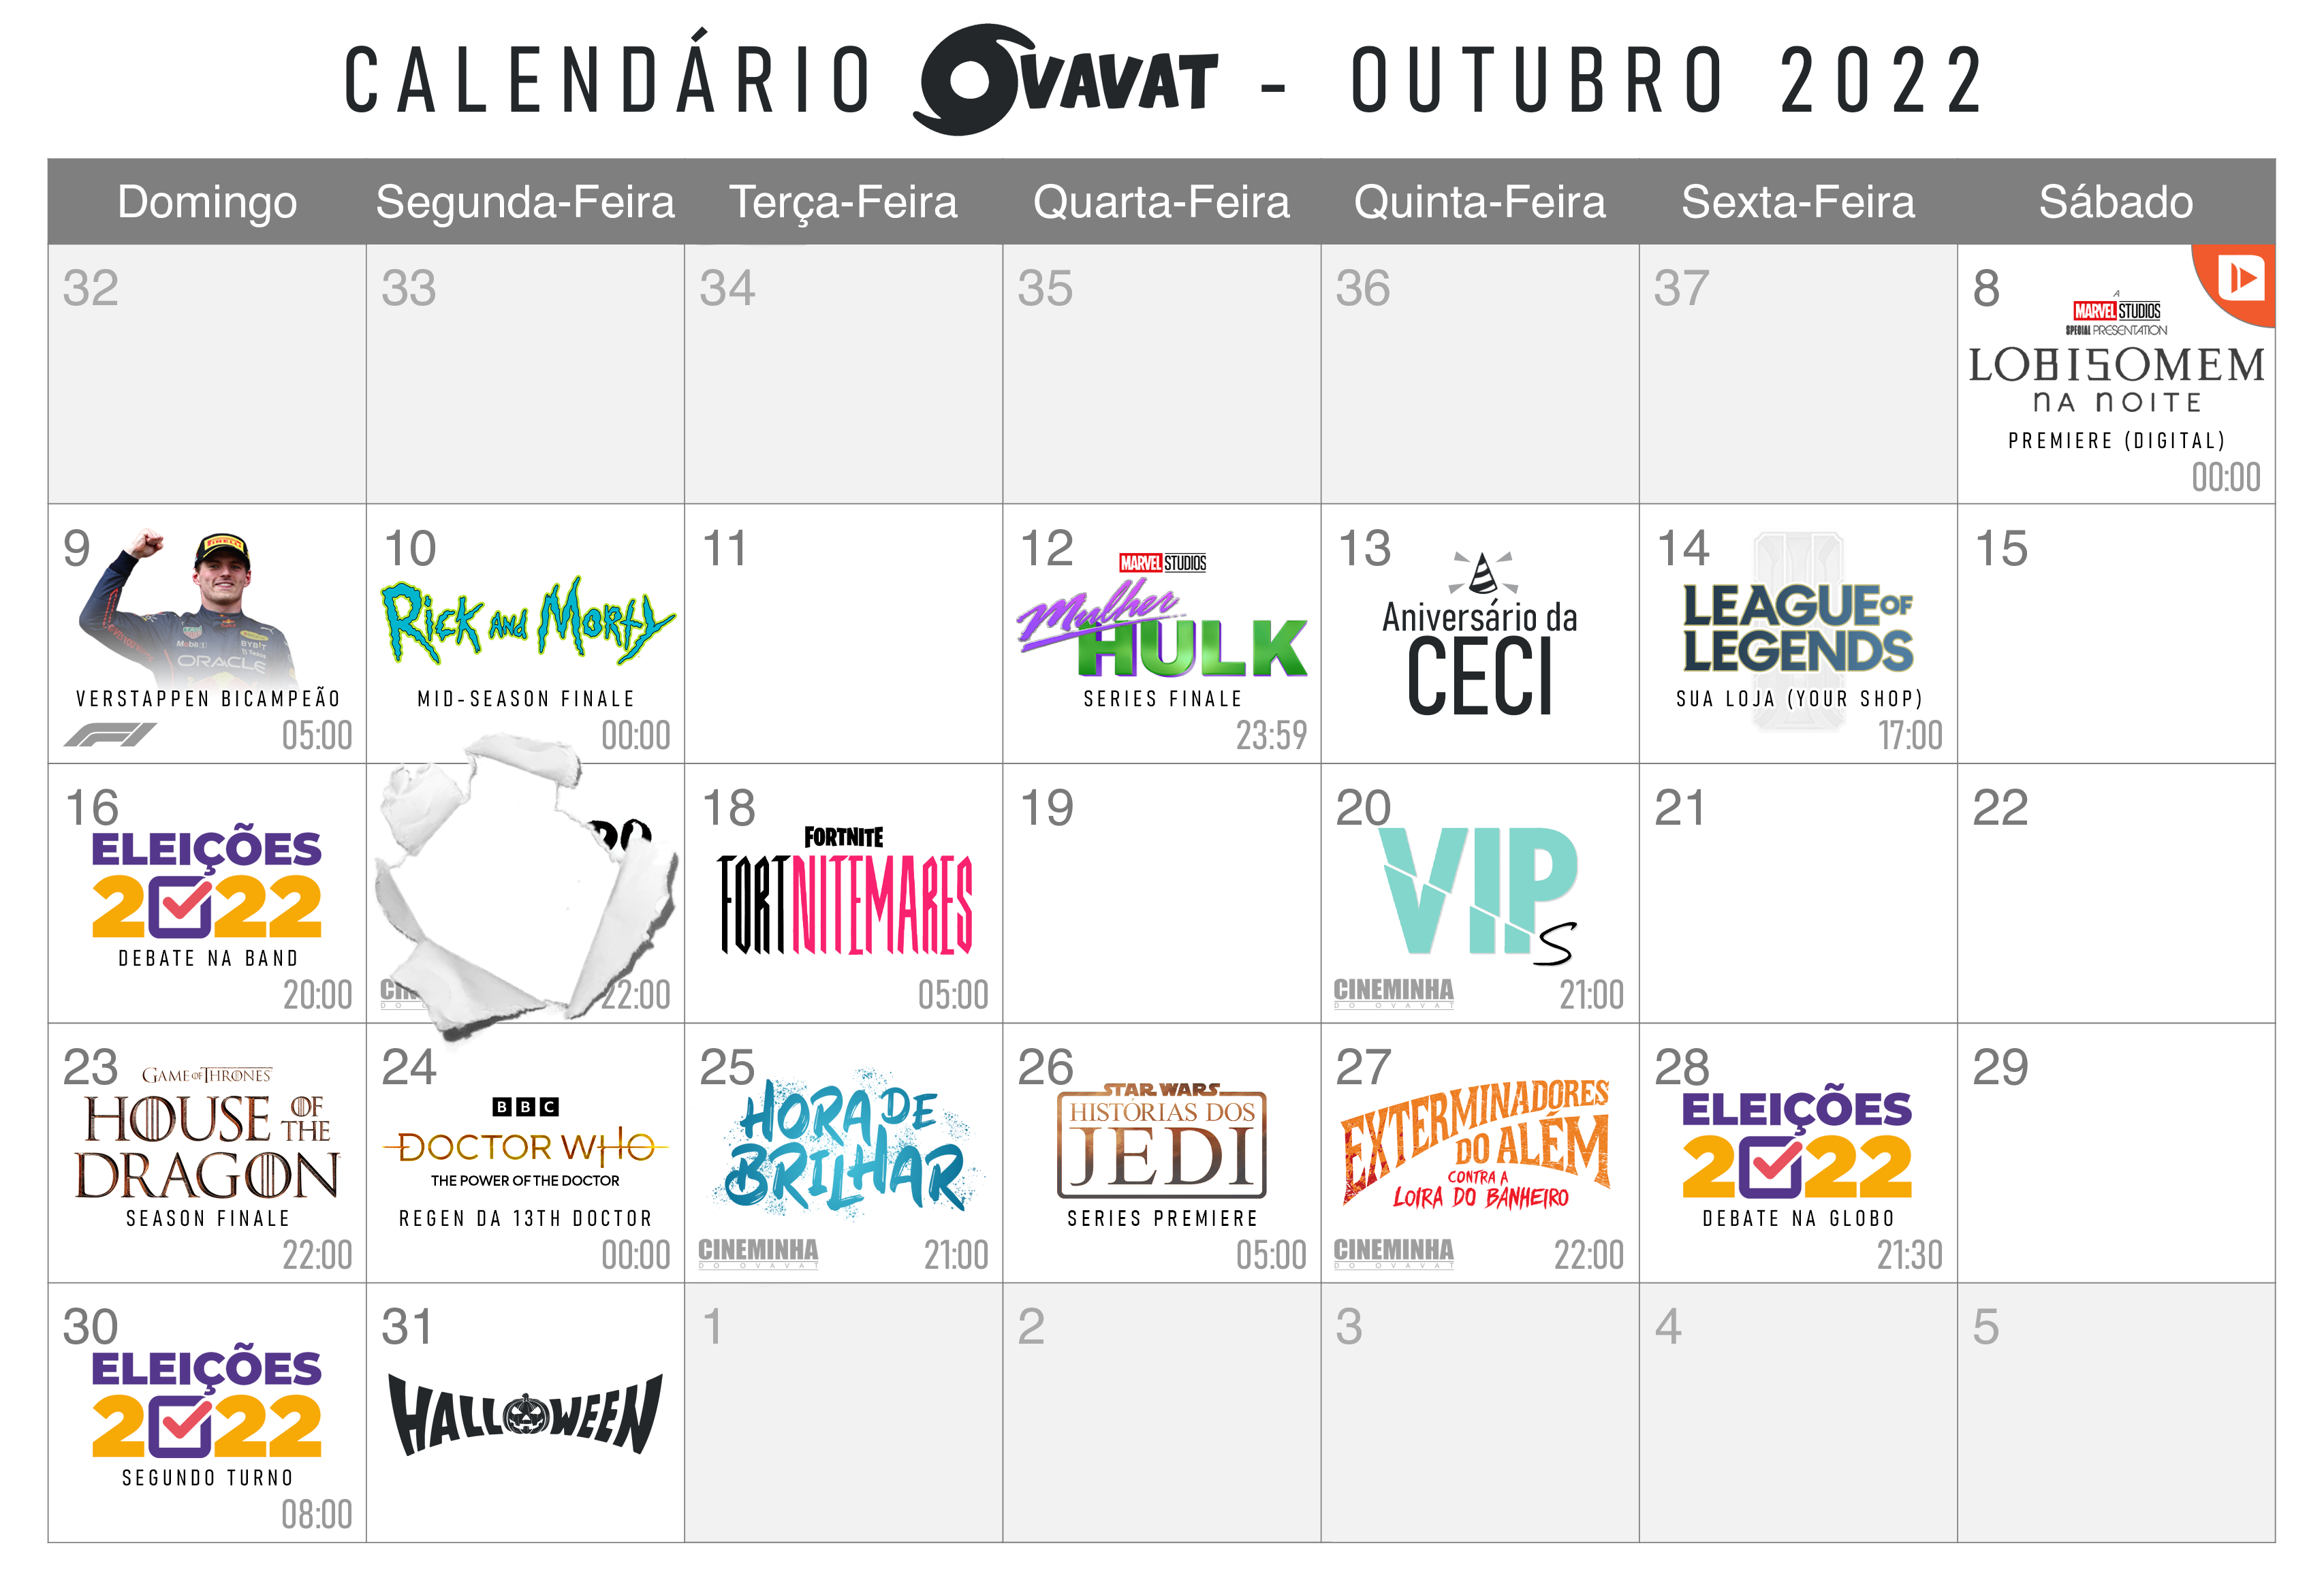 CALENDÁRIO OVAVAT - OUTUBRO 2022
Domingo Segunda-Feira Terça-Feira Quarta-Feira Quinta-Feira Sexta-Feira Sábado
32
33
34
35
36
37
8
A
MARVEL STUDIOS
SPECIAL PRESENTATION
LOBISOMEM
NA NOITE
PREMIERE (DIGITAL)
00:00
9
PIRELLI
Mobil 1
BYBIT
ORACLE
VERSTAPPEN BICAMPEÃO
F1 05:00
10
RICK AND MORTY
MID-SEASON FINALE
00:00
11
12
MARVEL STUDIOS
Mulher
HULK
SERIES FINALE
23:59
13
Aniversário da
CECI
14
LEAGUE OF
LEGENDS
SUA LOJA (YOUR SHOP)
17:00
15
16
ELEIÇÕES
2022
DEBATE NA BAND
20:00
22:00
18
FORTNITE
FORTNITEMARES
05:00
19
20
VIPS
CINEMINHA 21:00
DO OVAVAT
21
22
23
GAME OF THRONES
HOUSE OF THE
DRAGON
SEASON FINALE
22:00
24
BBC
DOCTOR WHO
THE POWER OF THE DOCTOR
REGEN DA 13TH DOCTOR
00:00
25
HORA DE
BRILHAR
CINEMINHA 21:00
DO OVAVAT
26
STAR WARS
HISTÓRIAS DOS
JEDI
SERIES PREMIERE
05:00
27
EXTERMINADORES
DO ALÉM
CONTRA A
LOIRA DO BANHEIRO
CINEMINHA 22:00
DO OVAVAT
28
ELEIÇÕES
2022
DEBATE NA GLOBO
21:30
29
30
ELEIÇÕES
2022
SEGUNDO TURNO
08:00
31
HALLOWEEN
1
2
3
4
5